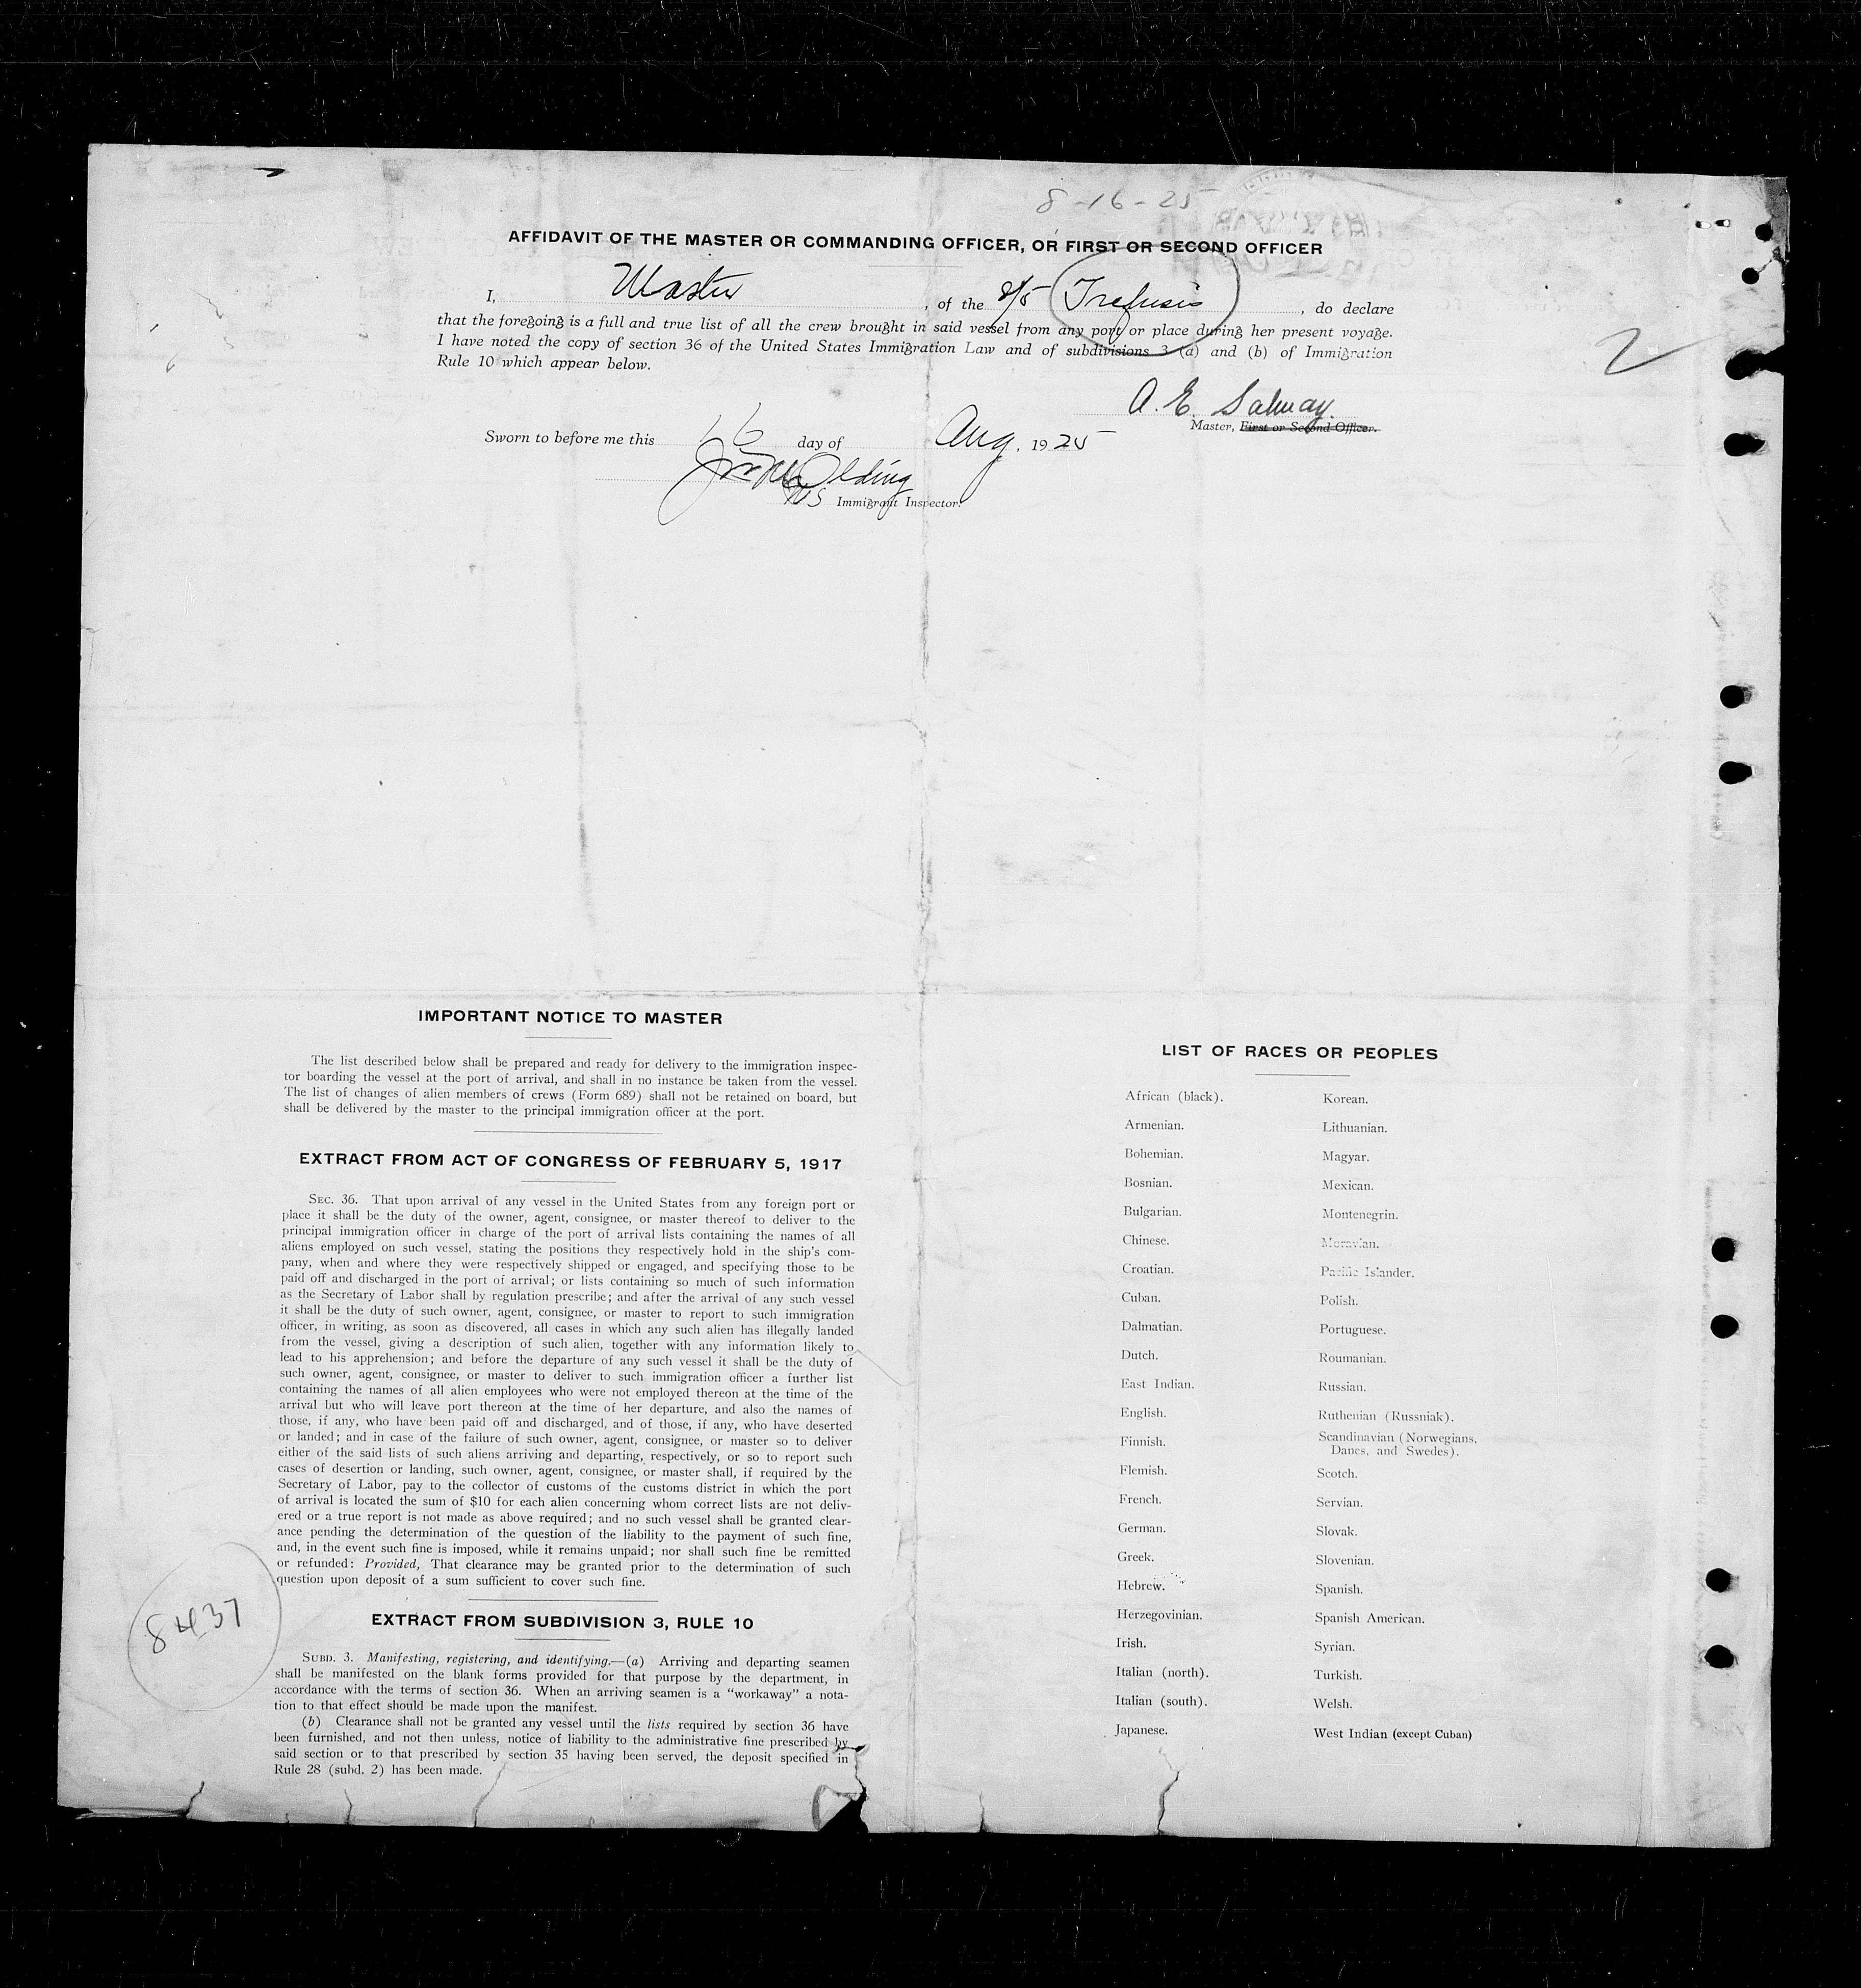 8-16-25
AFFIDAVIT OF THE MASTER OR COMMANDING OFFICER, OR FIRST OR SECOND OFFICER
I, Master, of the S/S Trefusis, do declare
that the foregoing is a full and true list of all the crew brought in said vessel from any port or place during her present voyage.
I have noted the copy of section 36 of the United States Immigration Law and of subdivisions 3 (a) and (b) of Immigration
Rule 10 which appear below.
2
A. E. Salway.
Master, First or Second Officer.
Sworn to before me this 16 day of Aug. 1925
Olding
US Immigrant Inspector.
IMPORTANT NOTICE TO MASTER
The list described below shall be prepared and ready for delivery to the immigration inspec-
tor boarding the vessel at the port of arrival, and shall in no instance be taken from the vessel.
The list of changes of alien members of crews (Form 689) shall not be retained on board, but
shall be delivered by the master to the principal immigration officer at the port.
EXTRACT FROM ACT OF CONGRESS OF FEBRUARY 5, 1917
SEC. 36. That upon arrival of any vessel in the United States from any foreign port or
place it shall be the duty of the owner, agent, consignee, or master thereof to deliver to the
principal immigration officer in charge of the port of arrival lists containing the names of all
aliens employed on such vessel, stating the positions they respectively hold in the ship's com-
pany, when and where they were respectively shipped or engaged, and specifying those to be
paid off and discharged in the port of arrival; or lists containing so much of such information
as the Secretary of Labor shall by regulation prescribe; and after the arrival of any such vessel
it shall be the duty of such owner, agent, consignee, or master to report to such immigration
officer, in writing, as soon as discovered, all cases in which any such alien has illegally landed
from the vessel, giving a description of such alien, together with any information likely to
lead to his apprehension; and before the departure of any such vessel it shall be the duty of
such owner, agent, consignee, or master to deliver to such immigration officer a further list
containing the names of all alien employees who were not employed thereon at the time of the
arrival but who will leave port thereon at the time of her departure, and also the names of
those, if any, who have been paid off and discharged, and of those, if any, who have deserted
or landed; and in case of the failure of such owner, agent, consignee, or master so to deliver
either of the said lists of such aliens arriving and departing, respectively, or so to report such
cases of desertion or landing, such owner, agent, consignee, or master shall, if required by the
Secretary of Labor, pay to the collector of customs of the customs district in which the port
of arrival is located the sum of $10 for each alien concerning whom correct lists are not deliv-
ered or a true report is not made as above required; and no such vessel shall be granted clear-
ance pending the determination of the question of the liability to the payment of such fine,
and, in the event such fine is imposed, while it remains unpaid; nor shall such fine be remitted
or refunded: Provided, That clearance may be granted prior to the determination of such
question upon deposit of a sum sufficient to cover such fine.
8437
EXTRACT FROM SUBDIVISION 3, RULE 10
SUBD. 3. Manifesting, registering, and identifying.—(a) Arriving and departing seamen
shall be manifested on the blank forms provided for that purpose by the department, in
accordance with the terms of section 36. When an arriving seamen is a "workaway" a nota-
tion to that effect should be made upon the manifest.
(b) Clearance shall not be granted any vessel until the lists required by section 36 have
been furnished, and not then unless, notice of liability to the administrative fine prescribed by
said section or to that prescribed by section 35 having been served, the deposit specified in
Rule 28 (subd. 2) has been made.
LIST OF RACES OR PEOPLES
African (black).
Armenian.
Bohemian.
Bosnian.
Bulgarian.
Chinese.
Croatian.
Cuban.
Dalmatian.
Dutch.
East Indian.
English.
Finnish.
Flemish.
French.
German.
Greek.
Hebrew.
Herzegovinian.
Irish.
Italian (north).
Italian (south).
Japanese.
Korean.
Lithuanian.
Magyar.
Mexican.
Montenegrin.
Moravian.
Pacific Islander.
Polish.
Portuguese.
Roumanian.
Russian.
Ruthenian (Russniak).
Scandinavian (Norwegians,
Danes, and Swedes).
Scotch.
Servian.
Slovak.
Slovenian.
Spanish.
Spanish American.
Syrian.
Turkish.
Welsh.
West Indian (except Cuban)